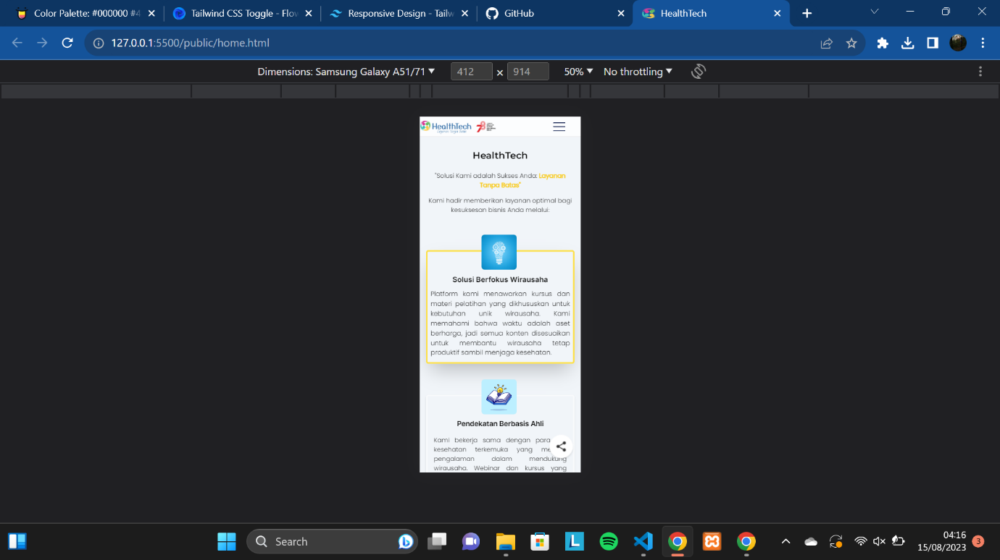 Color Palette: #000000 #4
Tailwind CSS Toggle - Flow
Responsive Design - Tailw
GitHub
HealthTech
127.0.0.1:5500/public/home.html
Dimensions: Samsung Galaxy A51/71
412 × 914
50%
No throttling
HealthTech
78
HealthTech
"Solusi Kami adalah Sukses Anda: Layanan
Tanpa Batas"
Kami hadir memberikan layanan optimal bagi
kesuksesan bisnis Anda melalui:
Solusi Berfokus Wirausaha
Platform kami menawarkan kursus dan
materi pelatihan yang dikhususkan untuk
kebutuhan unik wirausaha. Kami
memahami bahwa waktu adalah aset
berharga, jadi semua konten disesuaikan
untuk membantu wirausaha tetap
produktif sambil menjaga kesehatan.
Pendekatan Berbasis Ahli
Kami bekerja sama dengan para
kesehatan terkemuka yang me
pengalaman dalam mendukung
wirausaha. Webinar dan kursus yang
Search
L
04:16
15/08/2023
3